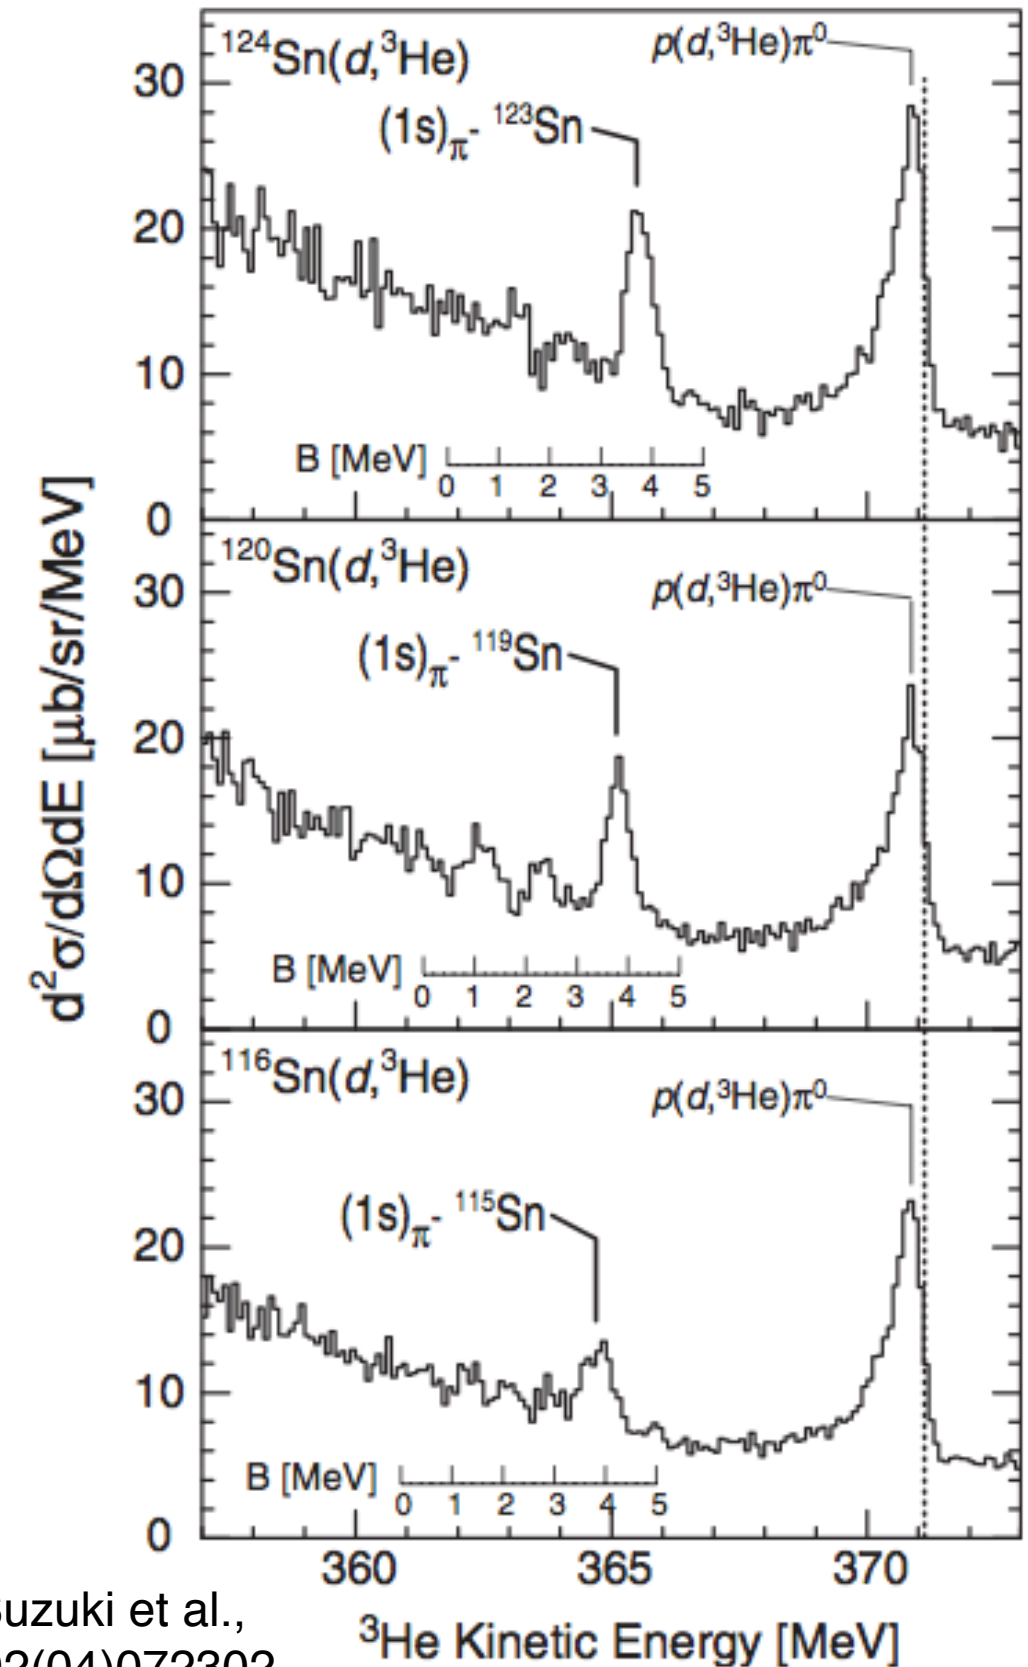 ¹²⁴Sn(d,³He)
p(d,³He)π⁰
(1s)π- ¹²³Sn
30
20
10
0
B [MeV]
0 1 2 3 4 5
¹²⁰Sn(d,³He)
p(d,³He)π⁰
(1s)π- ¹¹⁹Sn
30
20
10
0
B [MeV]
0 1 2 3 4 5
¹¹⁶Sn(d,³He)
p(d,³He)π⁰
(1s)π- ¹¹⁵Sn
30
20
10
0
B [MeV]
0 1 2 3 4 5
d²σ/dΩdE [μb/sr/MeV]
360 365 370
³He Kinetic Energy [MeV]
uzuki et al.,
2(04)072302